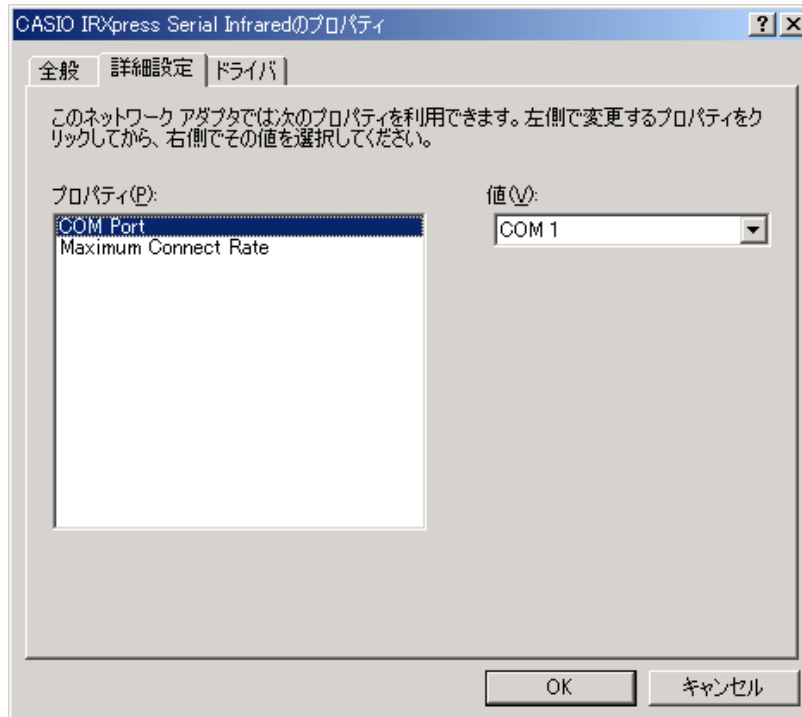 CASIO IRXpress Serial Infraredのプロパティ
全般 詳細設定 ドライバ
このネットワーク アダプタでは次のプロパティを利用できます。左側で変更するプロパティをク
リックしてから、右側でその値を選択してください。
プロパティ(P): 値(V):
COM Port COM 1
Maximum Connect Rate
OK キャンセル